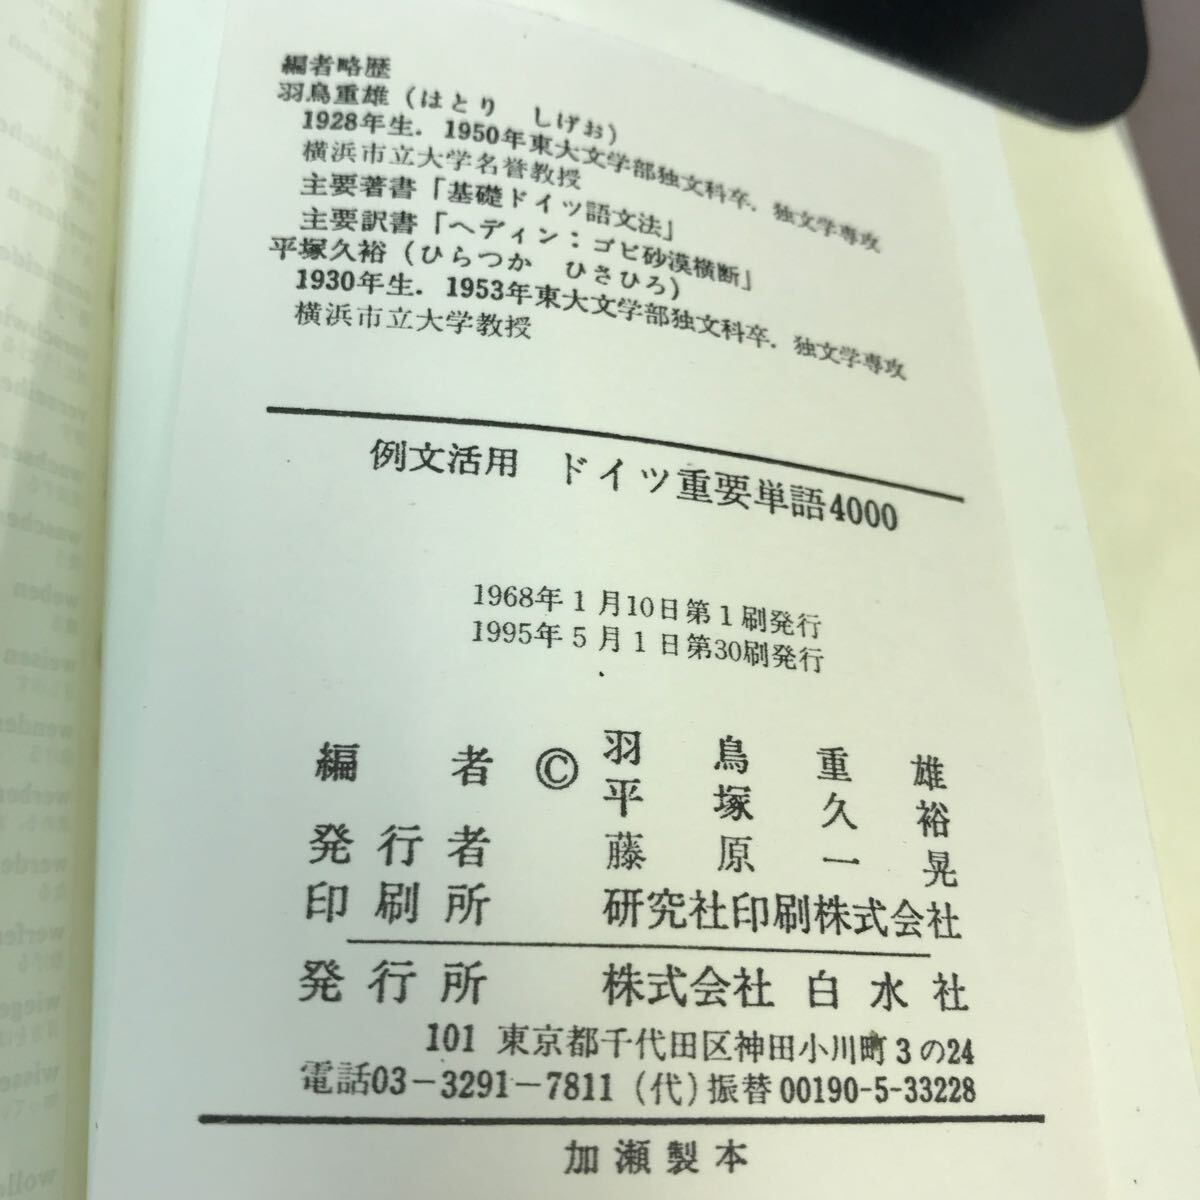 編者略歴
羽鳥重雄（はとり しげお）
1928年生．1950年東大文学部独文科卒．独文学専攻
横浜市立大学名誉教授
主要著書「基礎ドイツ語文法」
主要訳書「ヘディン：ゴビ砂漠横断」
平塚久裕（ひらつか ひさひろ）
1930年生．1953年東大文学部独文科卒．独文学専攻
横浜市立大学教授
例文活用 ドイツ重要単語4000
1968年1月10日第1刷発行
1995年5月1日第30刷発行
編者 © 羽鳥重雄
平塚久裕
発行者 藤原一晃
印刷所 研究社印刷株式会社
発行所 株式会社 白水社
101 東京都千代田区神田小川町3の24
電話03-3291-7811（代）振替00190-5-33228
加瀬製本